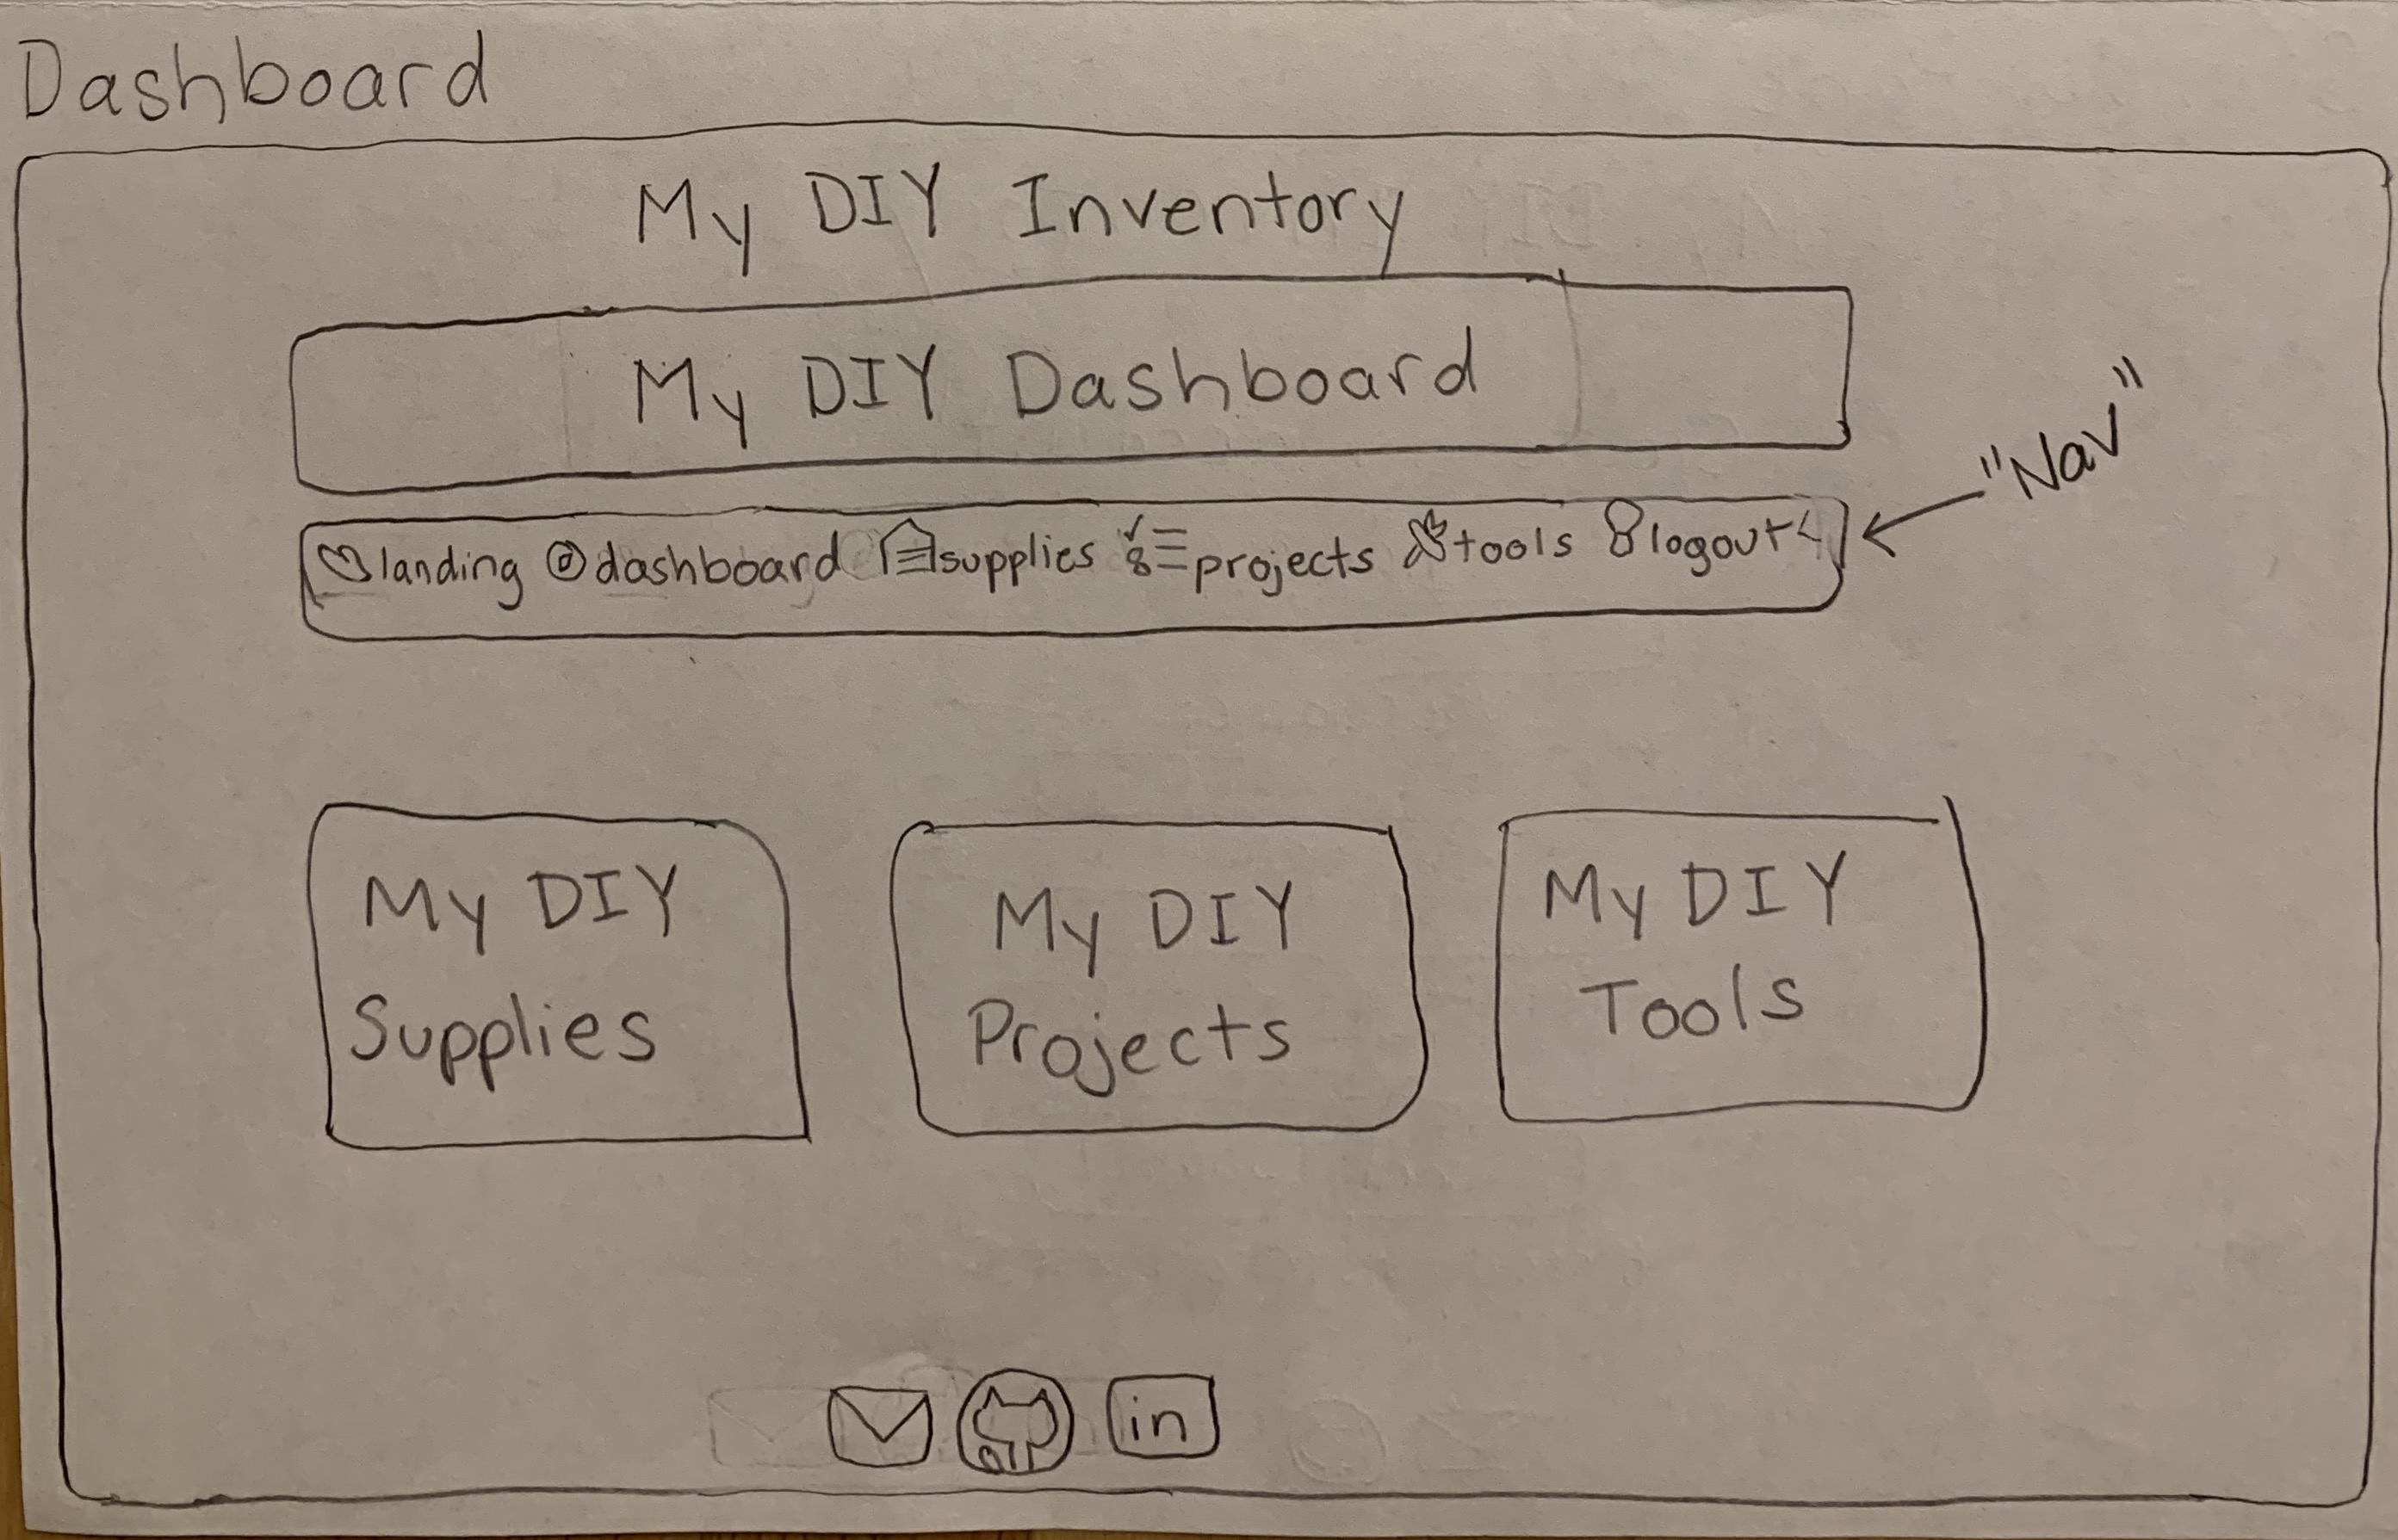 Dashboard
My DIY Inventory
My DIY Dashboard
"Nav"
landing dashboard supplies projects tools logout
My DIY
Supplies
My DIY
Projects
My DIY
Tools
in